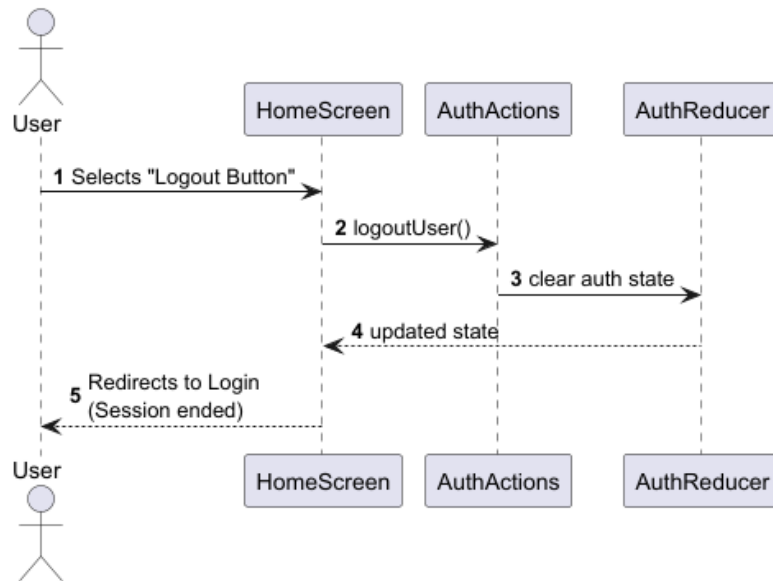 User
HomeScreen
AuthActions
AuthReducer
1 Selects "Logout Button"
2 logoutUser()
3 clear auth state
4 updated state
5 Redirects to Login
(Session ended)
User
HomeScreen
AuthActions
AuthReducer